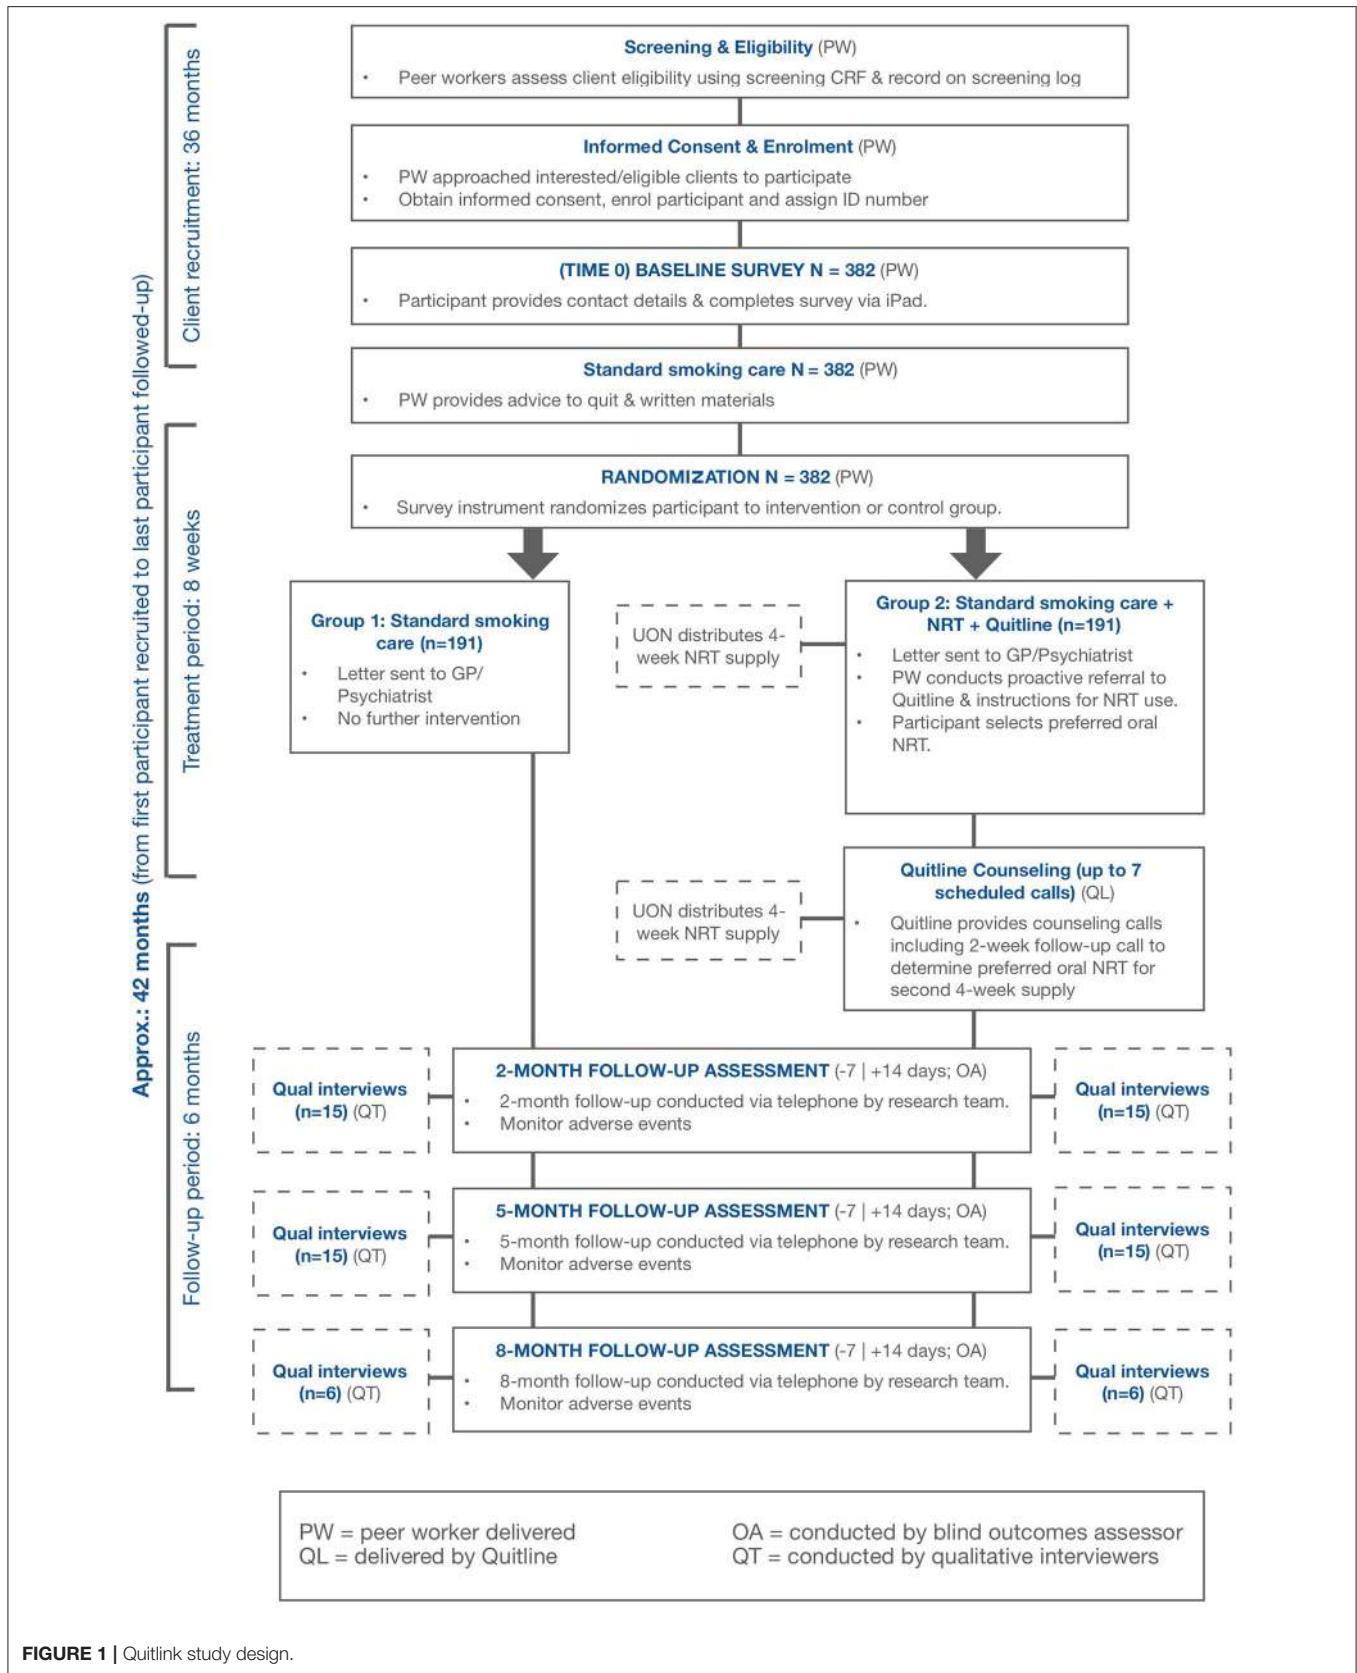 Approx.: 42 months (from first participant recruited to last participant followed-up)
Client recruitment: 36 months
Treatment period: 8 weeks
Follow-up period: 6 months
Screening & Eligibility (PW)
• Peer workers assess client eligibility using screening CRF & record on screening log
Informed Consent & Enrolment (PW)
• PW approached interested/eligible clients to participate
• Obtain informed consent, enrol participant and assign ID number
(TIME 0) BASELINE SURVEY N = 382 (PW)
• Participant provides contact details & completes survey via iPad.
Standard smoking care N = 382 (PW)
• PW provides advice to quit & written materials
RANDOMIZATION N = 382 (PW)
• Survey instrument randomizes participant to intervention or control group.
Group 1: Standard smoking
care (n=191)
• Letter sent to GP/
Psychiatrist
• No further intervention
UON distributes 4-
week NRT supply
Group 2: Standard smoking care +
NRT + Quitline (n=191)
• Letter sent to GP/Psychiatrist
• PW conducts proactive referral to
Quitline & instructions for NRT use.
• Participant selects preferred oral
NRT.
UON distributes 4-
week NRT supply
Quitline Counseling (up to 7
scheduled calls) (QL)
• Quitline provides counseling calls
including 2-week follow-up call to
determine preferred oral NRT for
second 4-week supply
Qual interviews
(n=15) (QT)
2-MONTH FOLLOW-UP ASSESSMENT (-7 | +14 days; OA)
• 2-month follow-up conducted via telephone by research team.
• Monitor adverse events
Qual interviews
(n=15) (QT)
Qual interviews
(n=15) (QT)
5-MONTH FOLLOW-UP ASSESSMENT (-7 | +14 days; OA)
• 5-month follow-up conducted via telephone by research team.
• Monitor adverse events
Qual interviews
(n=15) (QT)
Qual interviews
(n=6) (QT)
8-MONTH FOLLOW-UP ASSESSMENT (-7 | +14 days; OA)
• 8-month follow-up conducted via telephone by research team.
• Monitor adverse events
Qual interviews
(n=6) (QT)
PW = peer worker delivered
QL = delivered by Quitline
OA = conducted by blind outcomes assessor
QT = conducted by qualitative interviewers
FIGURE 1 | Quitlink study design.